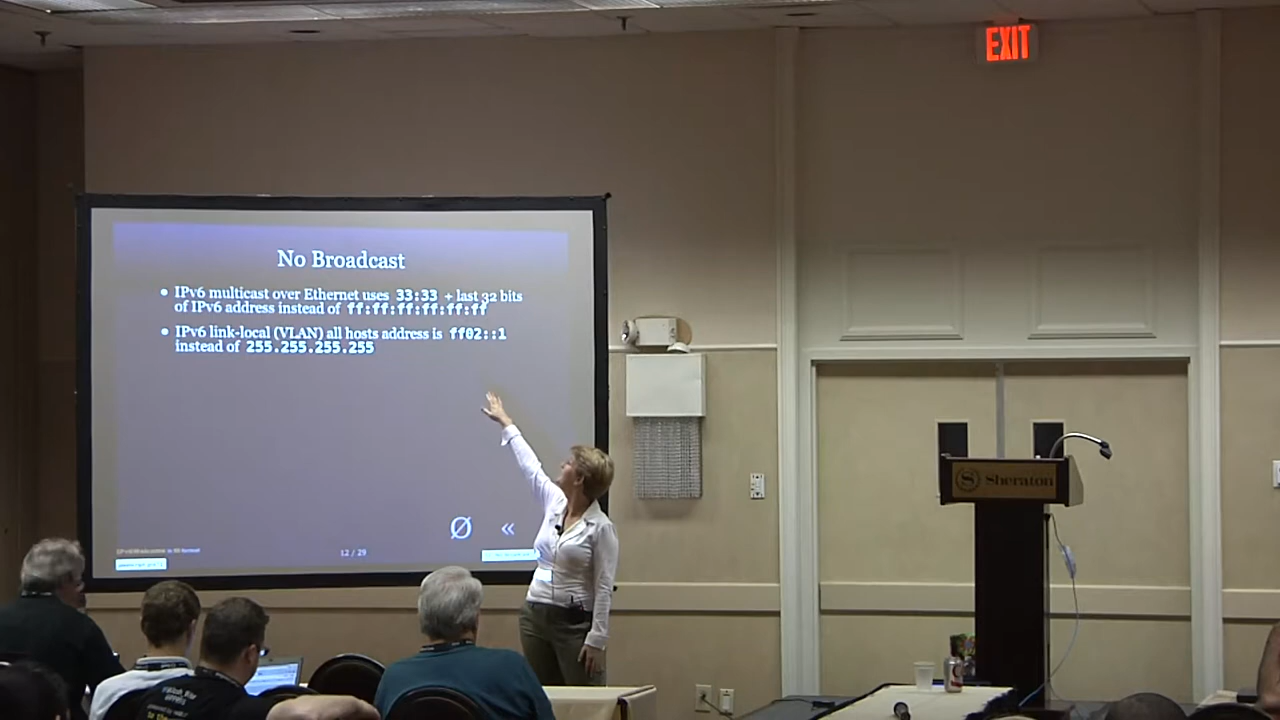 EXIT
No Broadcast
• IPv6 multicast over Ethernet uses 33:33 + last 32 bits
of IPv6 address instead of ff:ff:ff:ff:ff:ff
• IPv6 link-local (VLAN) all hosts address is ff02::1
instead of 255.255.255.255
Ø «
12 / 29
S Sheraton